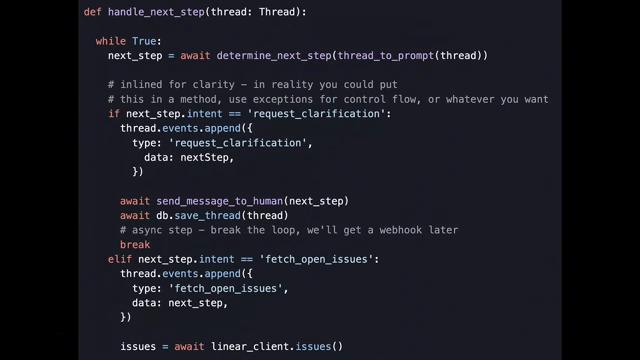 def handle_next_step(thread: Thread):
while True:
next_step = await determine_next_step(thread_to_prompt(thread))
# inlined for clarity – in reality you could put
# this in a method, use exceptions for control flow, or whatever you want
if next_step.intent == 'request_clarification':
thread.events.append({
type: 'request_clarification',
data: nextStep,
})
await send_message_to_human(next_step)
await db.save_thread(thread)
# async step – break the loop, we'll get a webhook later
break
elif next_step.intent == 'fetch_open_issues':
thread.events.append({
type: 'fetch_open_issues',
data: next_step,
})
issues = await linear_client.issues()